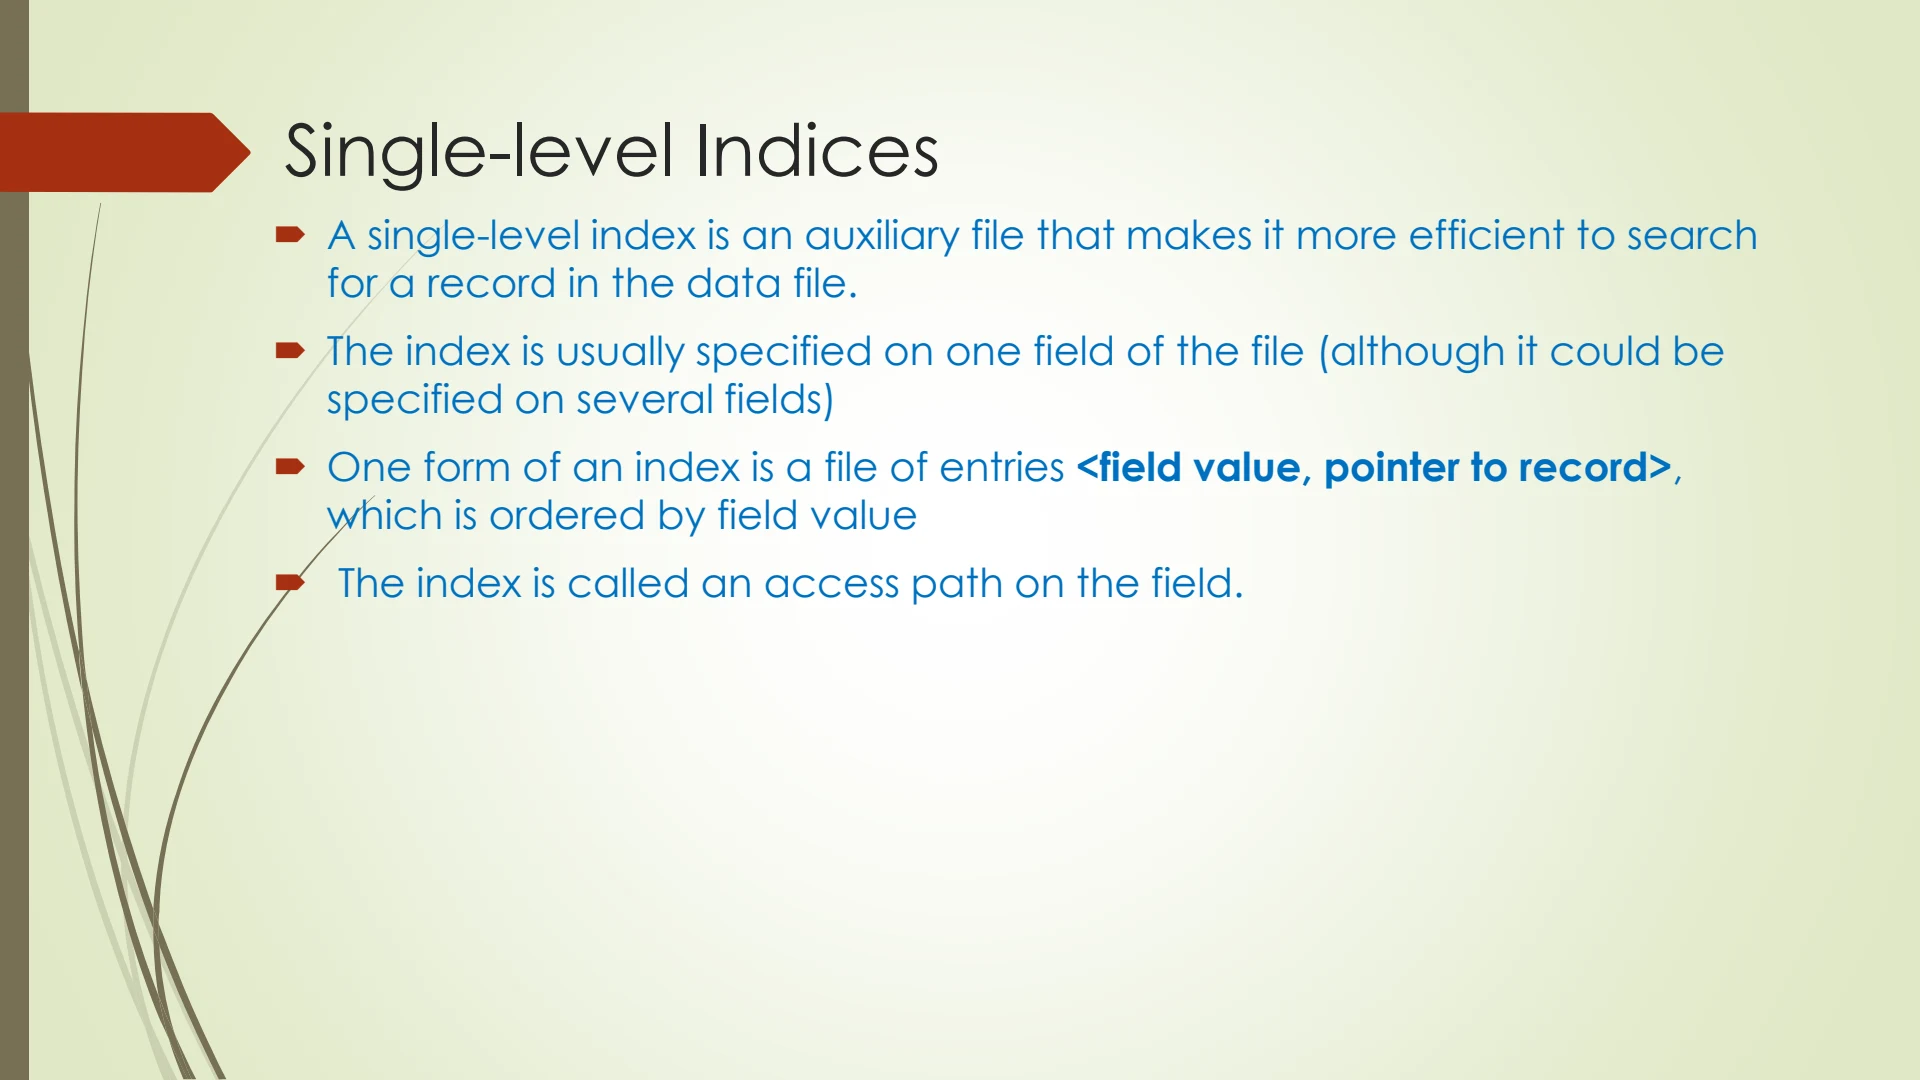 Single-level Indices
A single-level index is an auxiliary file that makes it more efficient to search
for a record in the data file.
The index is usually specified on one field of the file (although it could be
specified on several fields)
One form of an index is a file of entries <field value, pointer to record>,
which is ordered by field value
The index is called an access path on the field.